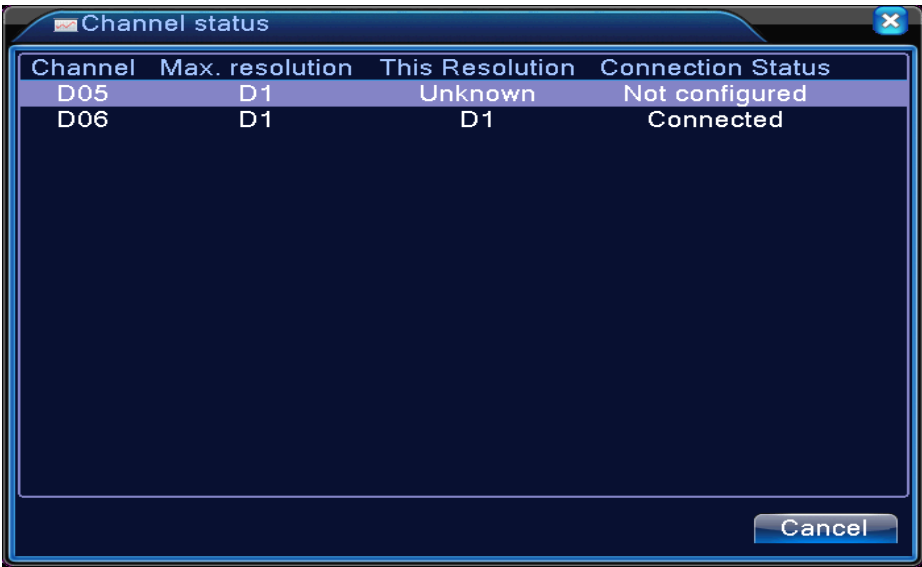 Channel status
Channel Max. resolution This Resolution Connection Status
D05 D1 Unknown Not configured
D06 D1 D1 Connected
Cancel